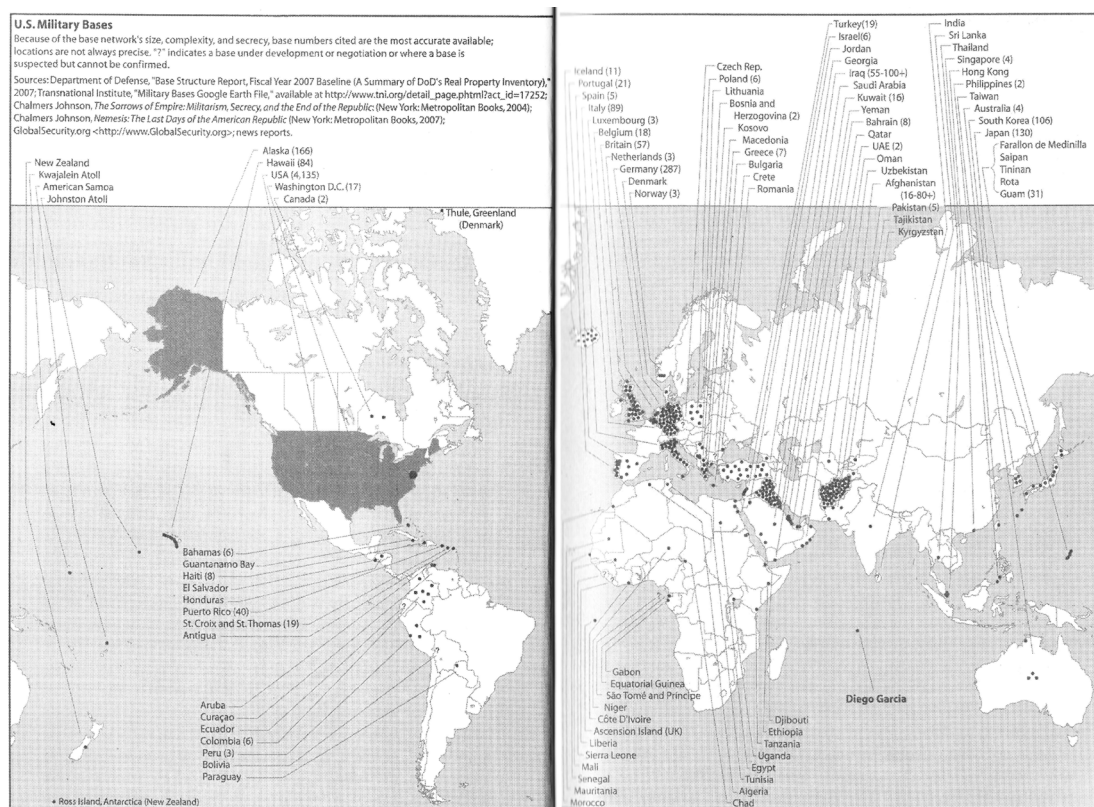 U.S. Military Bases
Because of the base network's size, complexity, and secrecy, base numbers cited are the most accurate available;
locations are not always precise. "?" indicates a base under development or negotiation or where a base is
suspected but cannot be confirmed.
Sources: Department of Defense, "Base Structure Report, Fiscal Year 2007 Baseline (A Summary of DoD's Real Property Inventory),"
2007; Transnational Institute, "Military Bases Google Earth File," available at http://www.tni.org/detail_page.phtml?act_id=17252;
Chalmers Johnson, The Sorrows of Empire: Militarism, Secrecy, and the End of the Republic: (New York: Metropolitan Books, 2004);
Chalmers Johnson, Nemesis: The Last Days of the American Republic (New York: Metropolitan Books, 2007);
GlobalSecurity.org <http://www.GlobalSecurity.org>; news reports.
New Zealand
Kwajalein Atoll
American Samoa
Johnston Atoll
Alaska (166)
Hawaii (84)
USA (4,135)
Washington D.C. (17)
Canada (2)
Thule, Greenland
(Denmark)
Bahamas (6)
Guantanamo Bay
Haiti (8)
El Salvador
Honduras
Puerto Rico (40)
St. Croix and St. Thomas (19)
Antigua
Aruba
Curaçao
Ecuador
Colombia (6)
Peru (3)
Bolivia
Paraguay
Ross Island, Antarctica (New Zealand)
Iceland (11)
Portugal (21)
Spain (5)
Italy (89)
Luxembourg (3)
Belgium (18)
Britain (57)
Netherlands (3)
Germany (287)
Denmark
Norway (3)
Czech Rep.
Poland (6)
Lithuania
Bosnia and
Herzegovina (2)
Kosovo
Macedonia
Greece (7)
Bulgaria
Crete
Romania
Turkey (19)
Israel (6)
Jordan
Georgia
Iraq (55-100+)
Saudi Arabia
Kuwait (16)
Yemen
Bahrain (8)
Qatar
UAE (2)
Oman
Uzbekistan
Afghanistan
(16-80+)
Pakistan (5)
Tajikistan
Kyrgyzstan
India
Sri Lanka
Thailand
Singapore (4)
Hong Kong
Philippines (2)
Taiwan
Australia (4)
South Korea (106)
Japan (130)
Farallon de Medinilla
Saipan
Tininan
Rota
Guam (31)
Gabon
Equatorial Guinea
São Tomé and Principe
Niger
Côte D'Ivoire
Ascension Island (UK)
Liberia
Sierra Leone
Mali
Senegal
Mauritania
Morocco
Djibouti
Ethiopia
Tanzania
Uganda
Egypt
Tunisia
Algeria
Chad
Diego Garcia